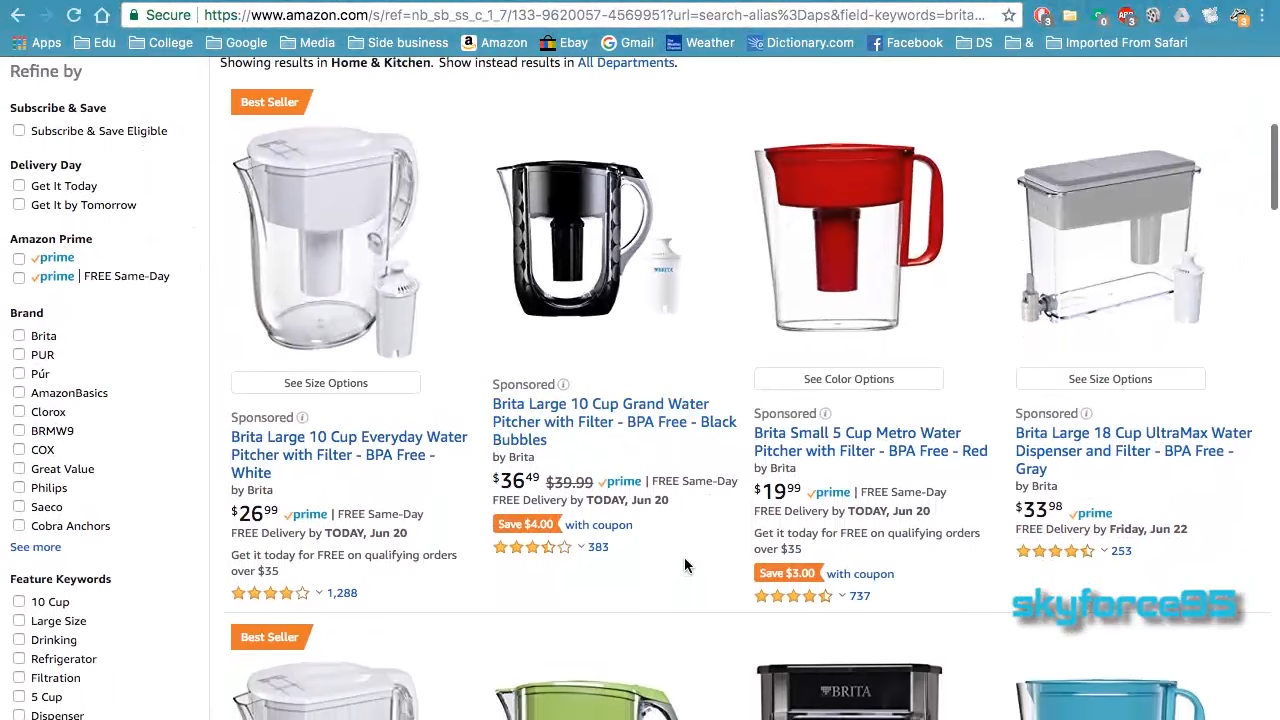 Secure
https://www.amazon.com/s/ref=nb_sb_ss_c_1_7/133-9620057-4569951?url=search-alias%3Daps&field-keywords=brita...
Apps
Edu
College
Google
Media
Side business
Amazon
Ebay
Gmail
Weather
Dictionary.com
Facebook
DS
&
Imported From Safari
Refine by
Subscribe & Save
Subscribe & Save Eligible
Delivery Day
Get It Today
Get It by Tomorrow
Amazon Prime
prime
prime | FREE Same-Day
Brand
Brita
PUR
Púr
AmazonBasics
Clorox
BRMW9
COX
Great Value
Philips
Saeco
Cobra Anchors
See more
Feature Keywords
10 Cup
Large Size
Drinking
Refrigerator
Filtration
5 Cup
Dispenser
Showing results in Home & Kitchen. Show instead results in All Departments.
Best Seller
See Size Options
Sponsored
Brita Large 10 Cup Everyday Water
Pitcher with Filter - BPA Free -
White
by Brita
$26 99 prime | FREE Same-Day
FREE Delivery by TODAY, Jun 20
Get it today for FREE on qualifying orders
over $35
1,288
BRITA
Sponsored
Brita Large 10 Cup Grand Water
Pitcher with Filter - BPA Free - Black
Bubbles
by Brita
$36 49 $39.99 prime | FREE Same-Day
FREE Delivery by TODAY, Jun 20
Save $4.00 with coupon
383
See Color Options
Sponsored
Brita Small 5 Cup Metro Water
Pitcher with Filter - BPA Free - Red
by Brita
$19 99 prime | FREE Same-Day
FREE Delivery by TODAY, Jun 20
Get it today for FREE on qualifying orders
over $35
Save $3.00 with coupon
737
See Size Options
Sponsored
Brita Large 18 Cup UltraMax Water
Dispenser and Filter - BPA Free -
Gray
by Brita
$33 98 prime
FREE Delivery by Friday, Jun 22
253
skyforce95
Best Seller
BRITA